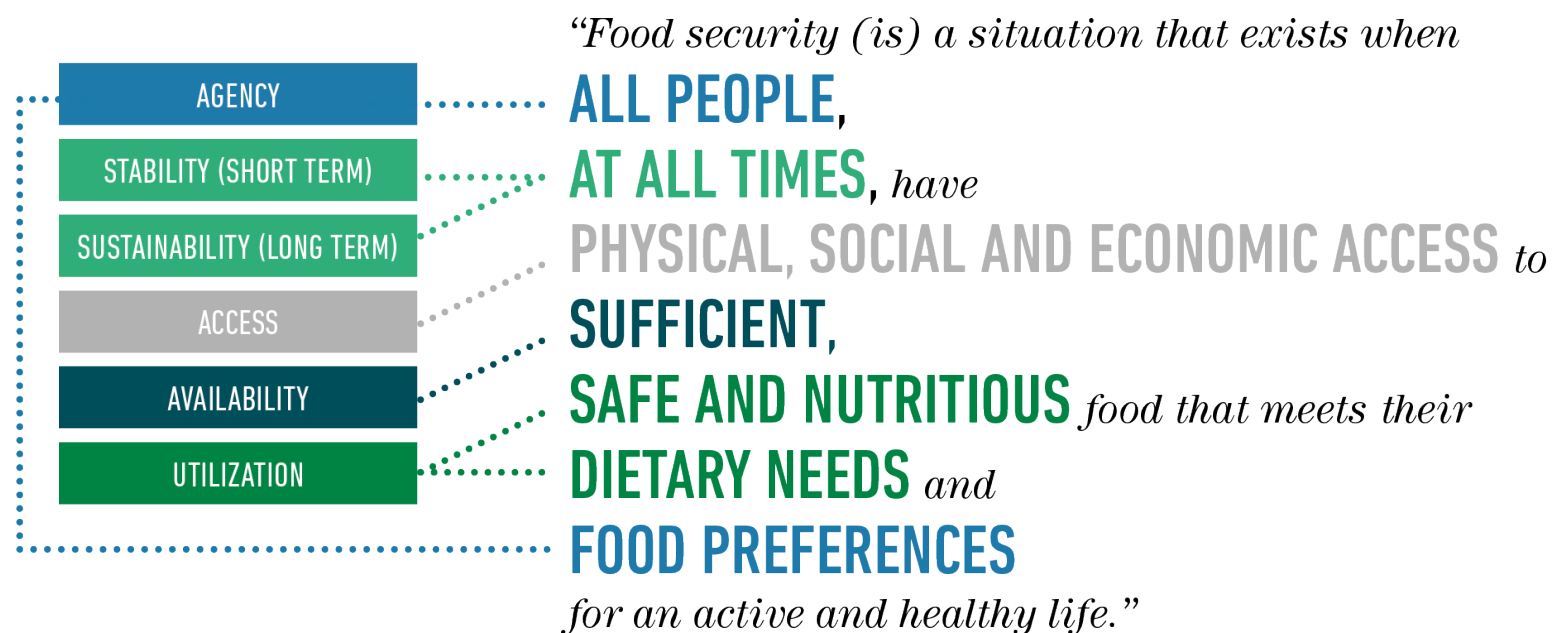 “Food security (is) a situation that exists when
AGENCY
ALL PEOPLE,
STABILITY (SHORT TERM)
AT ALL TIMES, have
SUSTAINABILITY (LONG TERM)
PHYSICAL, SOCIAL AND ECONOMIC ACCESS to
ACCESS
SUFFICIENT,
AVAILABILITY
SAFE AND NUTRITIOUS food that meets their
UTILIZATION
DIETARY NEEDS and
FOOD PREFERENCES
for an active and healthy life.”